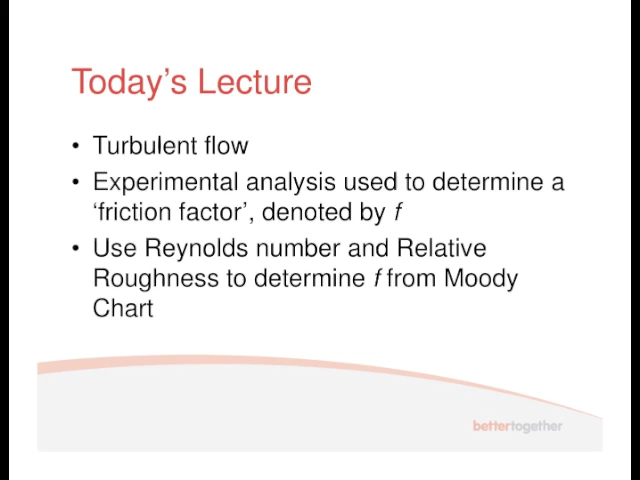 Today’s Lecture
• Turbulent flow
• Experimental analysis used to determine a
‘friction factor’, denoted by f
• Use Reynolds number and Relative
Roughness to determine f from Moody
Chart
bettertogether